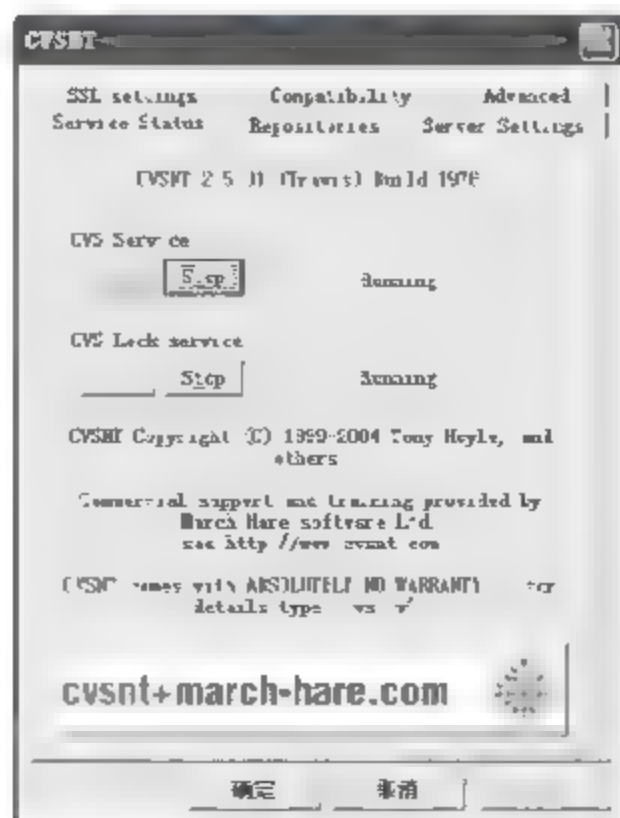 CVSNT
SSL settings Compatibility Advanced
Service Status Repositories Server Settings
CVSNT 2.5.01 (Travis) Build 1976
CVS Service
Stop Running
CVS Lock service
Stop Running
CVSNT Copyright (C) 1999-2004 Tony Hoyle, and
others
Commercial support and training provided by
March Hare software Ltd
see http://www.cvsnt.com
CVSNT comes with ABSOLUTELY NO WARRANTY for
details type
cvsnt+march-hare.com
确定 取消